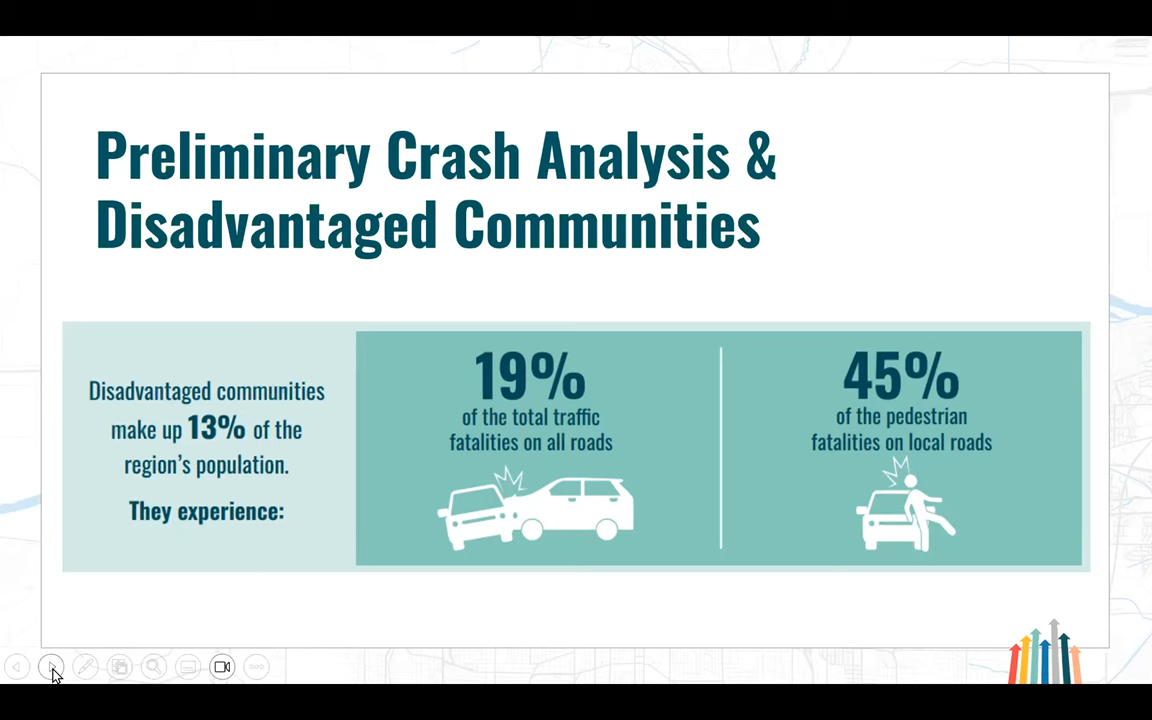 Preliminary Crash Analysis &
Disadvantaged Communities
Disadvantaged communities
make up 13% of the
region's population.
They experience:
19%
of the total traffic
fatalities on all roads
45%
of the pedestrian
fatalities on local roads